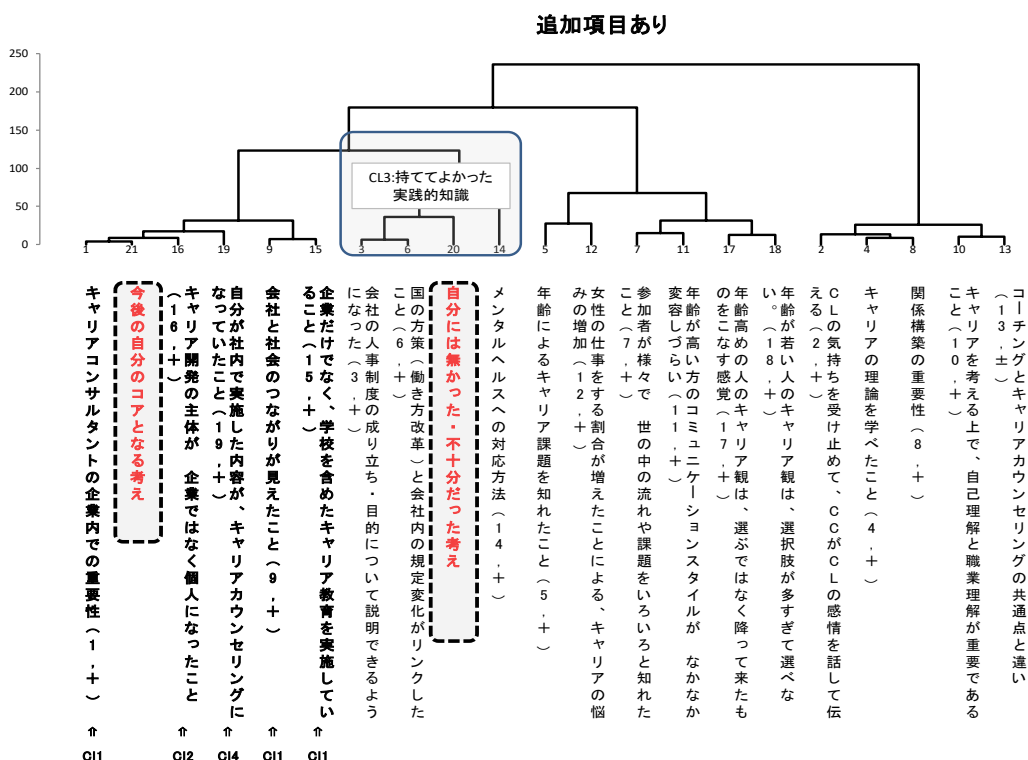 追加項目あり
250
200
150
100
50
0
CL3:持ててよかった
実践的知識
1
21
16
19
9
15
3
6
20
14
5
12
7
11
17
18
2
4
8
10
13
キャリアコンサルタントの企業内での重要性(1,+)
今後の自分のコアとなる考え
キャリア開発の主体が 企業ではなく個人になったこと
(16,+)
自分が社内で実施した内容が、キャリアカウンセリングに
なっていたこと(19,+)
会社と社会のつながりが見えたこと(9,+)
企業だけでなく、学校を含めたキャリア教育を実施してい
ること(15,+)
会社の人事制度の成り立ち・目的について説明できるよう
になった(3,+)
国の方策(働き方改革)と会社内の規定変化がリンクした
こと(6,+)
自分には無かった・不十分だった考え
メンタルヘルスへの対応方法(14,+)
年齢によるキャリア課題を知れたこと(5,+)
女性の仕事をする割合が増えたことによる、キャリアの悩
みの増加(12,+)
参加者が様々で 世の中の流れや課題をいろいろと知れた
こと(7,+)
年齢が高い方のコミュニケーションスタイルが なかなか
変容しづらい(11,+)
年齢高めの人のキャリア観は、選ぶではなく降って来たも
のをこなす感覚(17,+)
年齢が若い人のキャリア観は、選択肢が多すぎて選べな
い。(18,+)
CLの気持ちを受け止めて、CCがCLの感情を話して伝
える(2,+)
キャリアの理論を学べたこと(4,+)
関係構築の重要性(8,+)
キャリアを考える上で、自己理解と職業理解が重要である
こと(10,+)
コーチングとキャリアカウンセリングの共通点と違い
(13,±)
⇑
⇑
⇑
⇑
⇑
Cl1
Cl2
Cl4
Cl1
Cl1